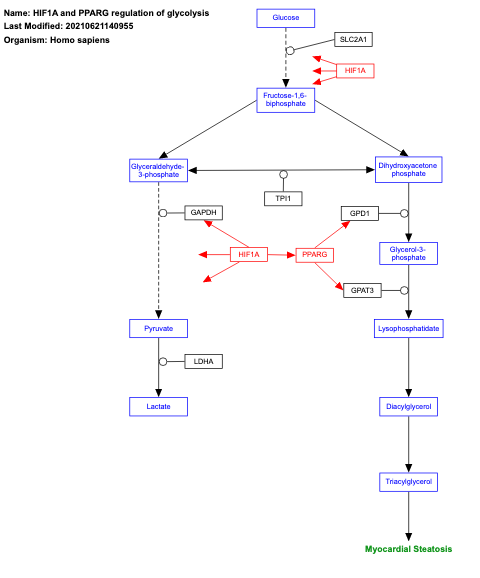 Name: HIF1A and PPARG regulation of glycolysis
Last Modified: 20210621140955
Organism: Homo sapiens
Glucose
SLC2A1
HIF1A
Fructose-1,6-
biphosphate
Glyceraldehyde-
3-phosphate
Dihydroxyacetone
phosphate
TPI1
GAPDH
GPD1
HIF1A
PPARG
Glycerol-3-
phosphate
GPAT3
Pyruvate
Lysophosphatidate
LDHA
Lactate
Diacylglycerol
Triacylglycerol
Myocardial Steatosis